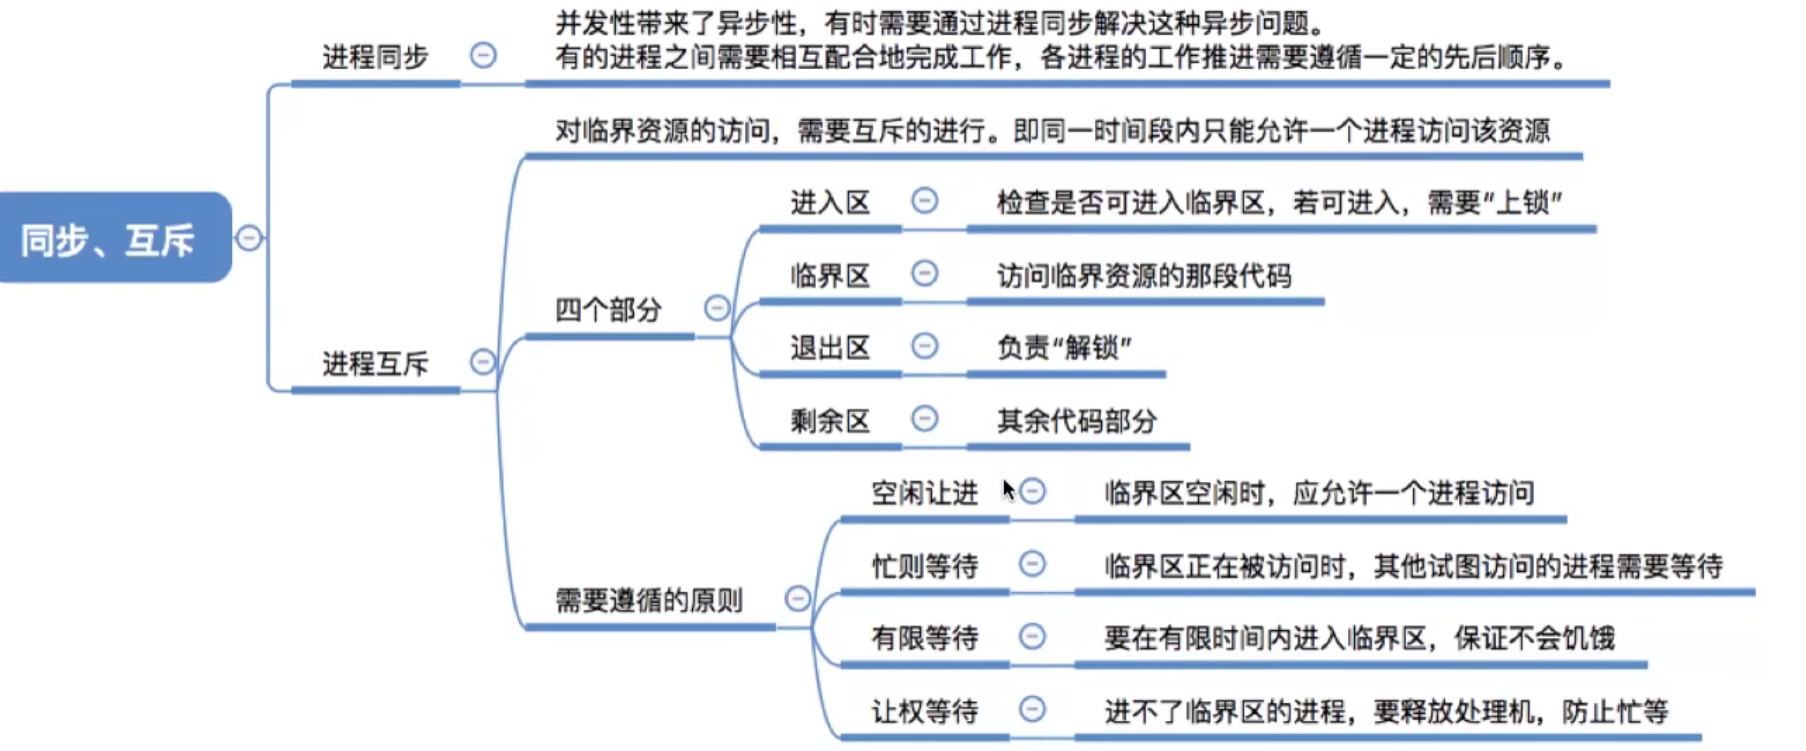 同步、互斥
进程同步
并发性带来了异步性，有时需要通过进程同步解决这种异步问题。
有的进程之间需要相互配合地完成工作，各进程的工作推进需要遵循一定的先后顺序。
进程互斥
对临界资源的访问，需要互斥的进行。即同一时间段内只能允许一个进程访问该资源
四个部分
进入区
检查是否可进入临界区，若可进入，需要“上锁”
临界区
访问临界资源的那段代码
退出区
负责“解锁”
剩余区
其余代码部分
需要遵循的原则
空闲让进
临界区空闲时，应允许一个进程访问
忙则等待
临界区正在被访问时，其他试图访问的进程需要等待
有限等待
要在有限时间内进入临界区，保证不会饥饿
让权等待
进不了临界区的进程，要释放处理机，防止忙等